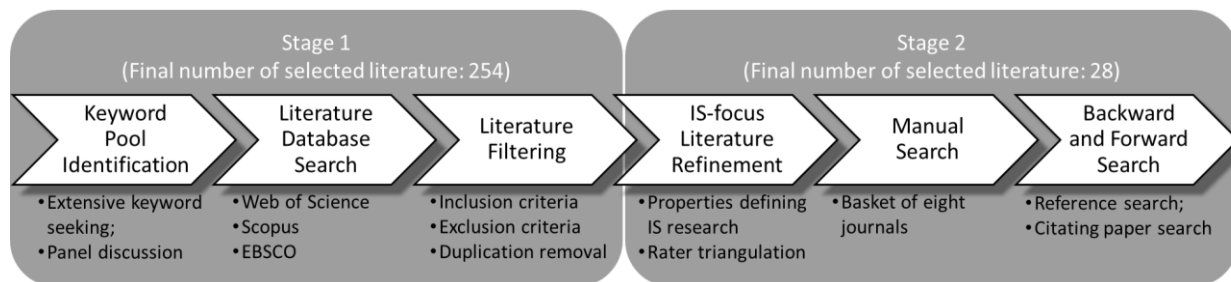 Stage 1
(Final number of selected literature: 254)
Keyword
Pool
Identification
Literature
Database
Search
Literature
Filtering
•Extensive keyword
seeking;
•Panel discussion
•Web of Science
•Scopus
•EBSCO
•Inclusion criteria
•Exclusion criteria
•Duplication removal
Stage 2
(Final number of selected literature: 28)
IS-focus
Literature
Refinement
Manual
Search
Backward
and Forward
Search
•Properties defining
IS research
•Rater triangulation
•Basket of eight
journals
•Reference search;
•Citating paper search